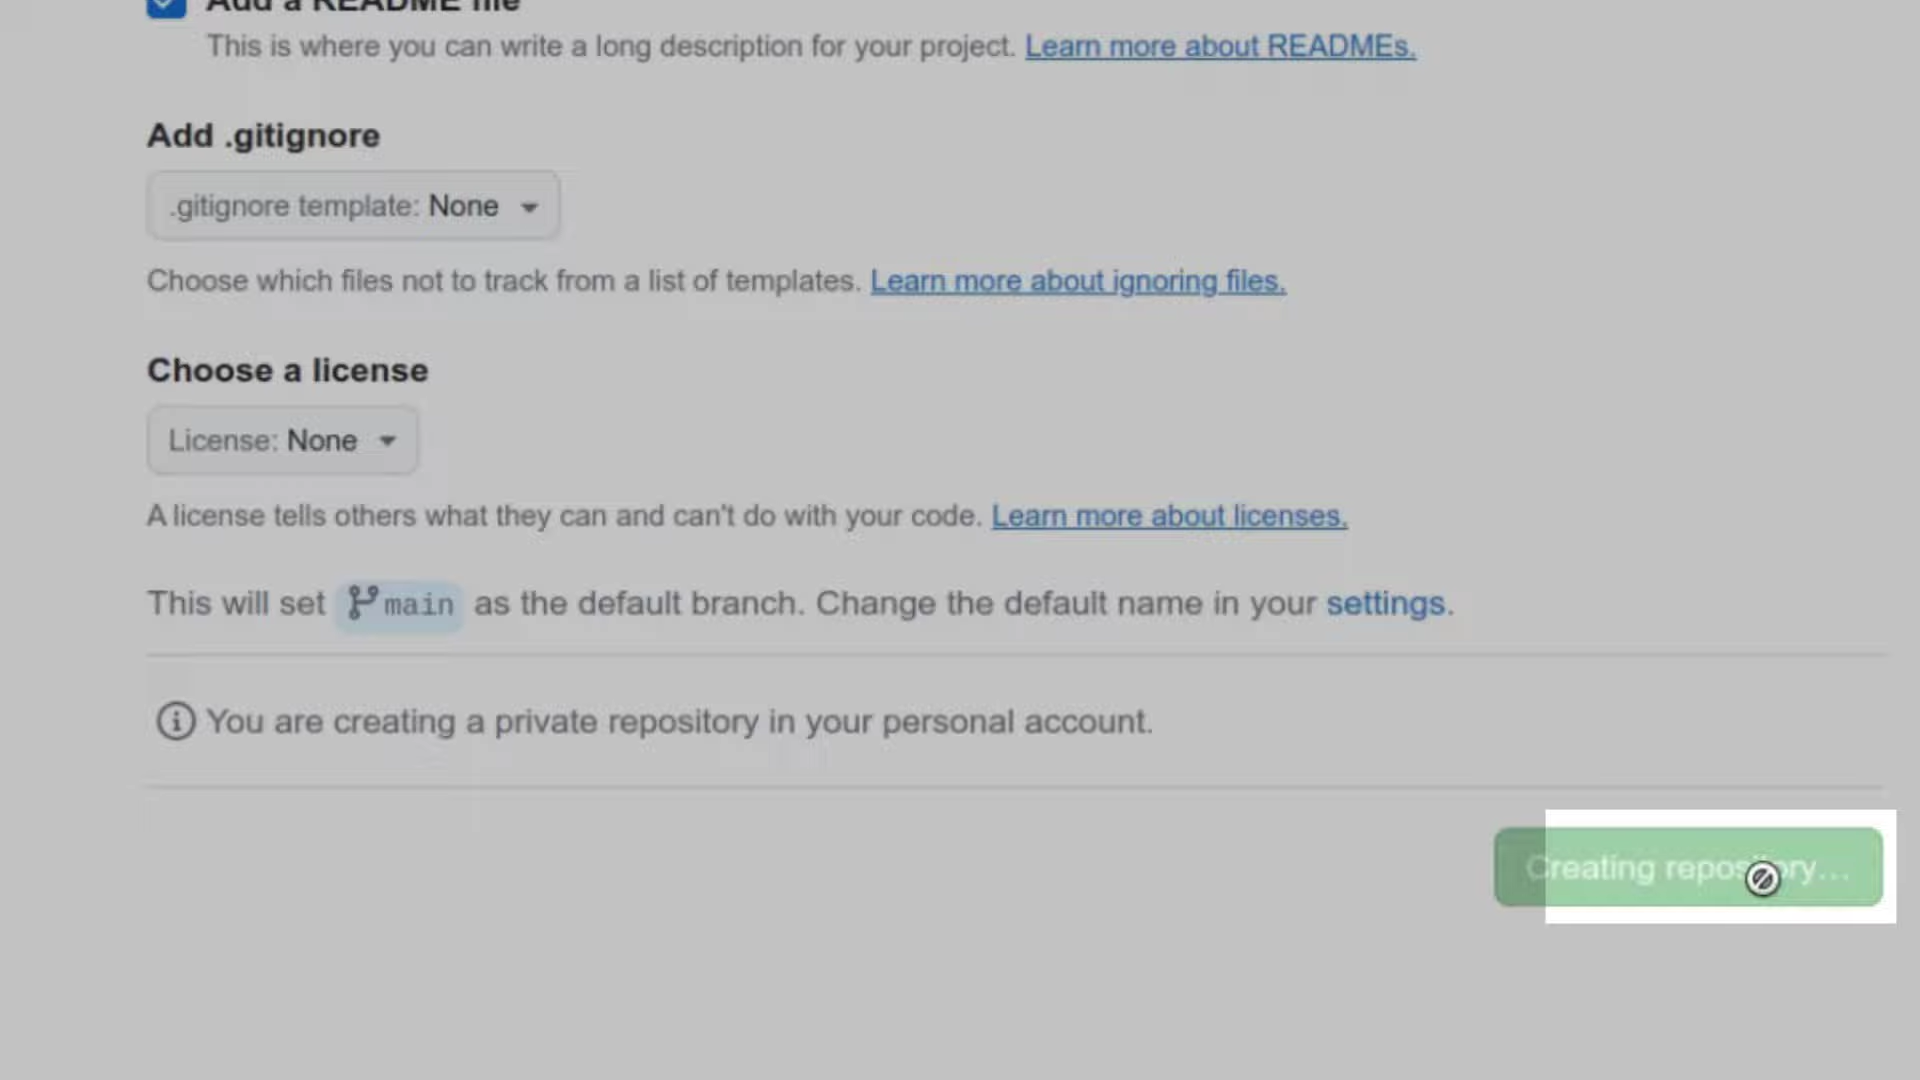 Add a README file
This is where you can write a long description for your project. Learn more about READMEs.
Add .gitignore
.gitignore template: None
Choose which files not to track from a list of templates. Learn more about ignoring files.
Choose a license
License: None
A license tells others what they can and can't do with your code. Learn more about licenses.
This will set main as the default branch. Change the default name in your settings.
You are creating a private repository in your personal account.
Creating repository...